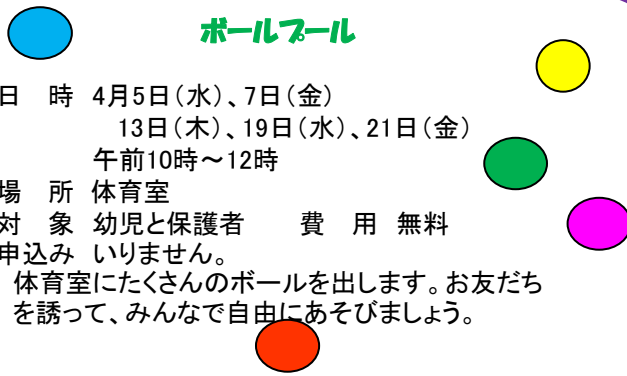 ボールプール
日　時 4月5日(水)、7日(金)
13日(木)、19日(水)、21日(金)
午前10時～12時
場　所 体育室
対　象 幼児と保護者　　費　用 無料
申込み いりません。
体育室にたくさんのボールを出します。お友だち
を誘って、みんなで自由にあそびましょう。